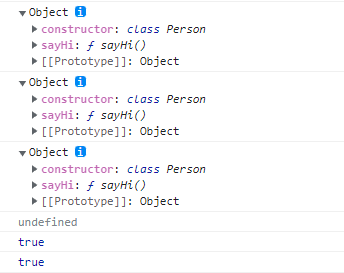 ▼Object i
▶ constructor: class Person
▶ sayHi: ƒ sayHi()
▶ [[Prototype]]: Object
▼Object i
▶ constructor: class Person
▶ sayHi: ƒ sayHi()
▶ [[Prototype]]: Object
▼Object i
▶ constructor: class Person
▶ sayHi: ƒ sayHi()
▶ [[Prototype]]: Object
undefined
true
true